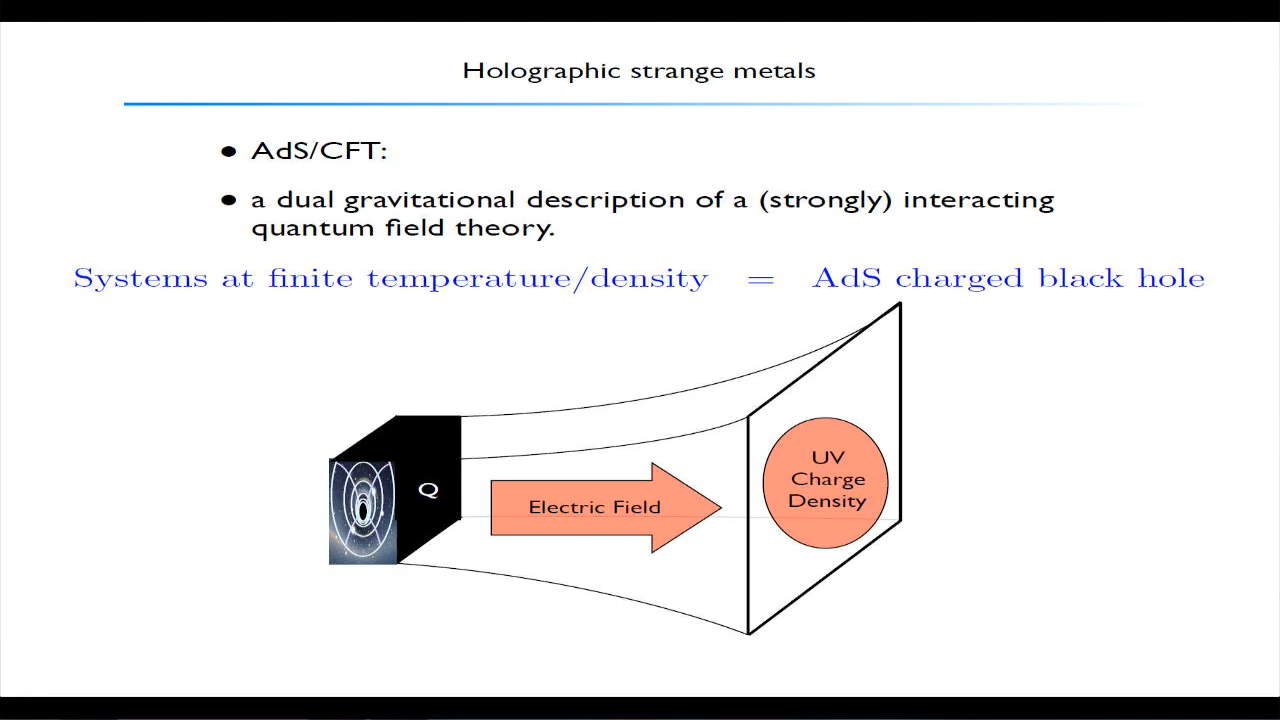 Holographic strange metals
● AdS/CFT:
● a dual gravitational description of a (strongly) interacting
quantum field theory.
Systems at finite temperature/density = AdS charged black hole
Q
Electric Field
UV
Charge
Density